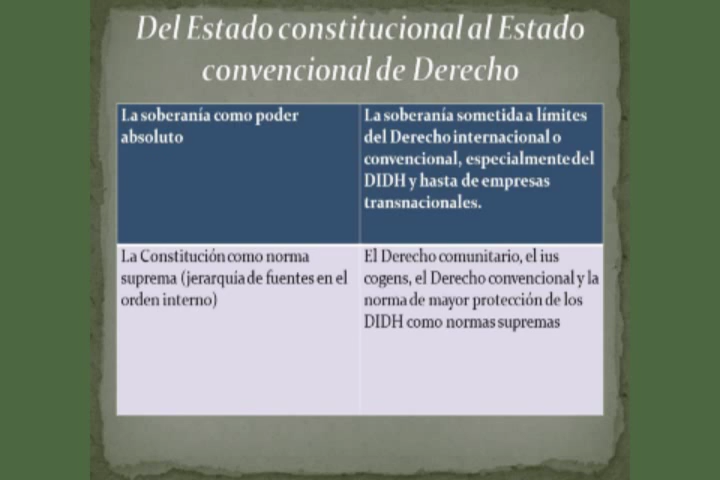 Del Estado constitucional al Estado
convencional de Derecho
La soberanía como poder
absoluto
La soberanía sometida a límites
del Derecho internacional o
convencional, especialmente del
DIDH y hasta de empresas
transnacionales.
La Constitución como norma
suprema (jerarquia de fuentes en el
orden interno)
El Derecho comunitario, el ius
cogens, el Derecho convencional y la
norma de mayor protección de los
DIDH como normas supremas